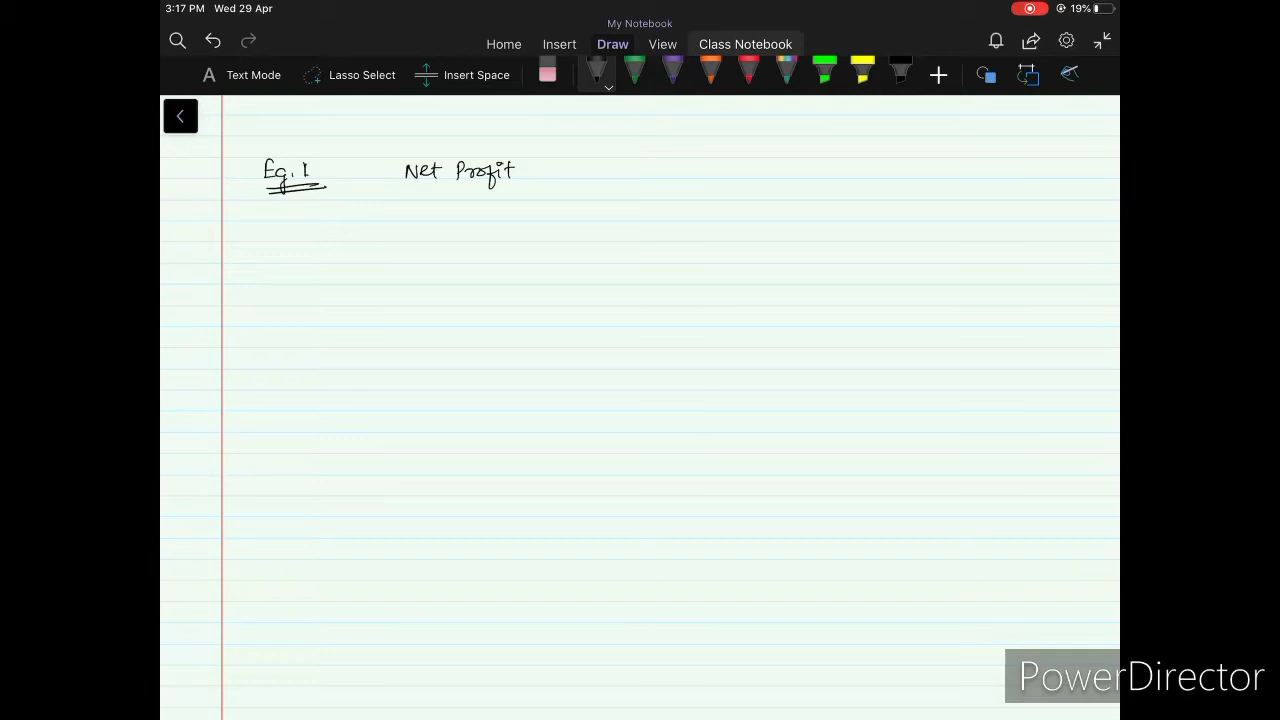 3:17 PM Wed 29 Apr 19%
My Notebook
Home Insert Draw View Class Notebook
A Text Mode Lasso Select Insert Space
Eg. 1 Net Profit
PowerDirector